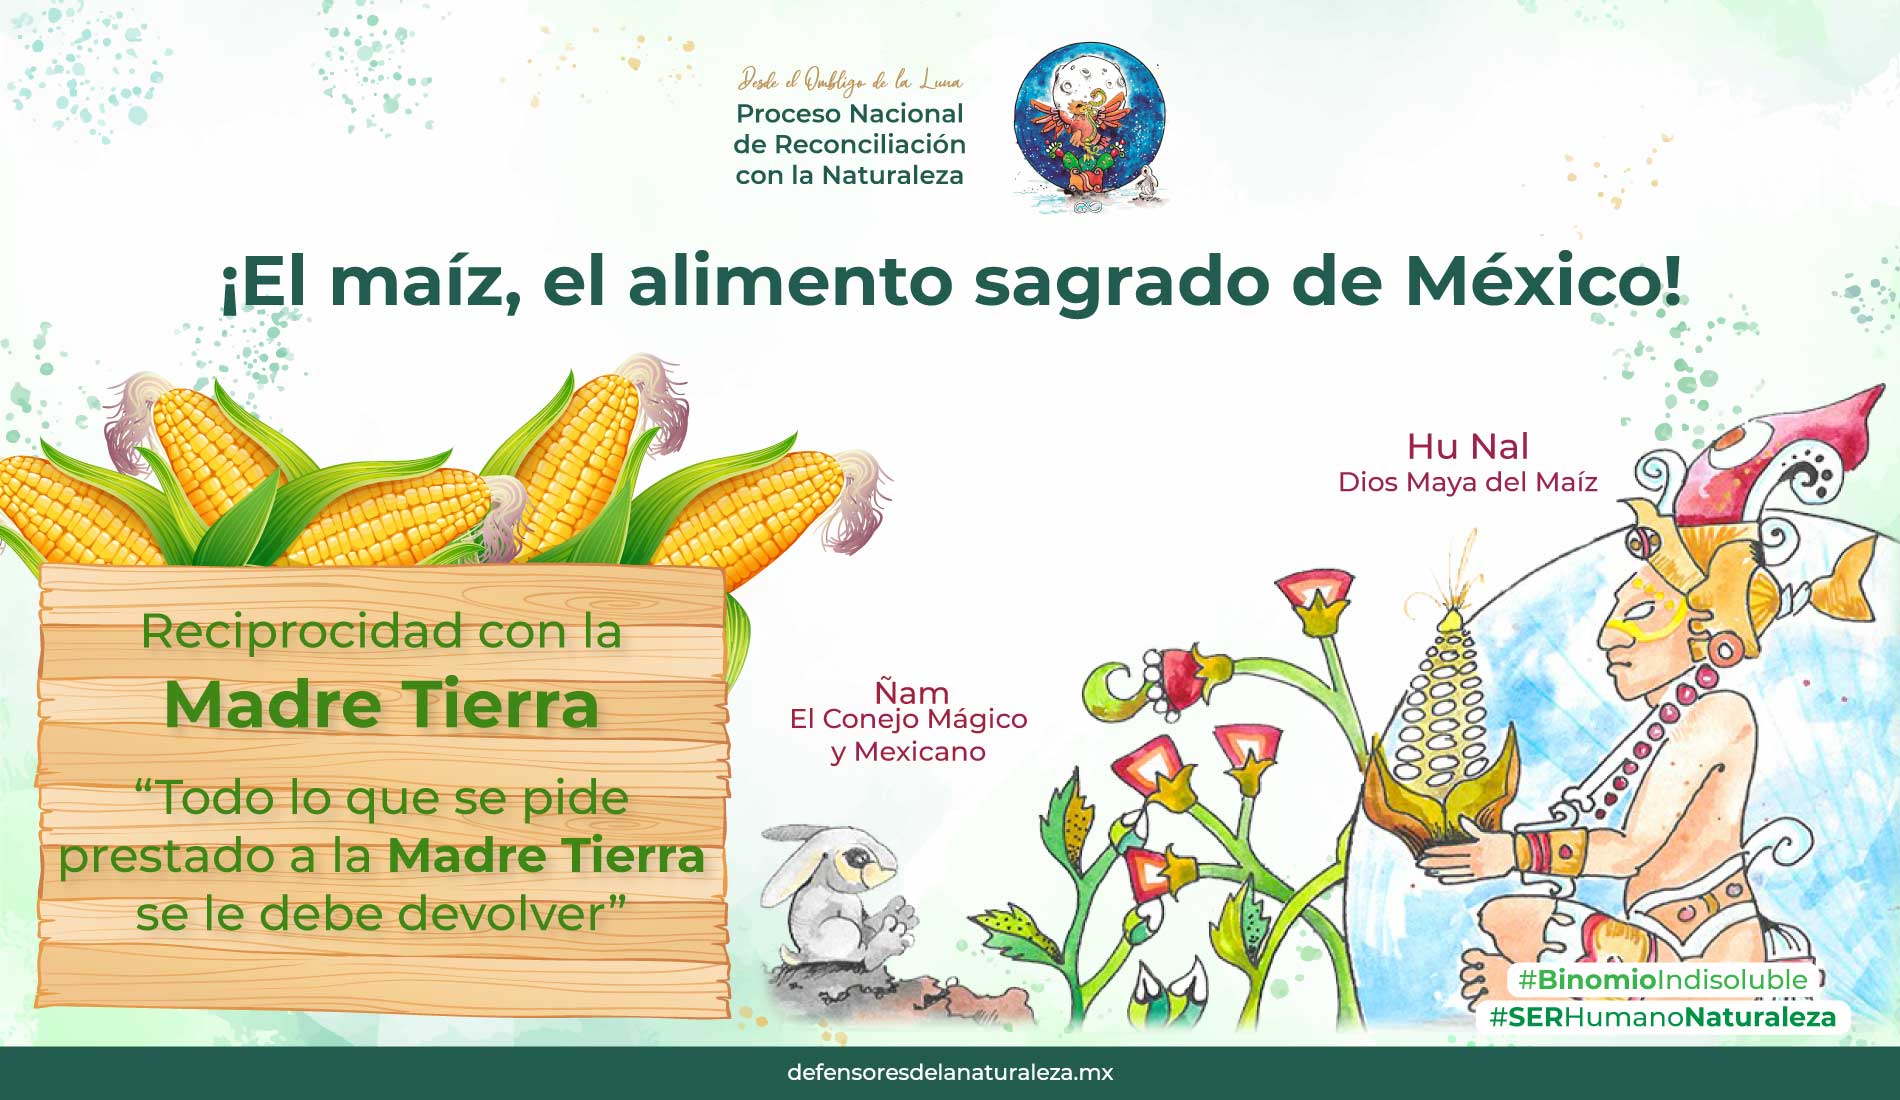 Desde el Ombligo de la Luna
Proceso Nacional
de Reconciliación
con la Naturaleza
¡El maíz, el alimento sagrado de México!
Hu Nal
Dios Maya del Maíz
Reciprocidad con la
Madre Tierra
“Todo lo que se pide
prestado a la Madre Tierra
se le debe devolver”
Ñam
El Conejo Mágico
y Mexicano
#BinomioIndisoluble
#SERHumanoNaturaleza
defensoresdelanaturaleza.mx